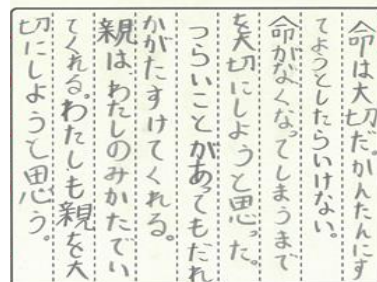 命は大切だ。かんたんにす
てようとしたらいけない。
命がなくなってしまうまで
を大切にしようと思った。
つらいことがあってもだれ
かがたすけてくれる。
親は、わたしのみかたでい
てくれる。わたしも親を大
切にしようと思う。